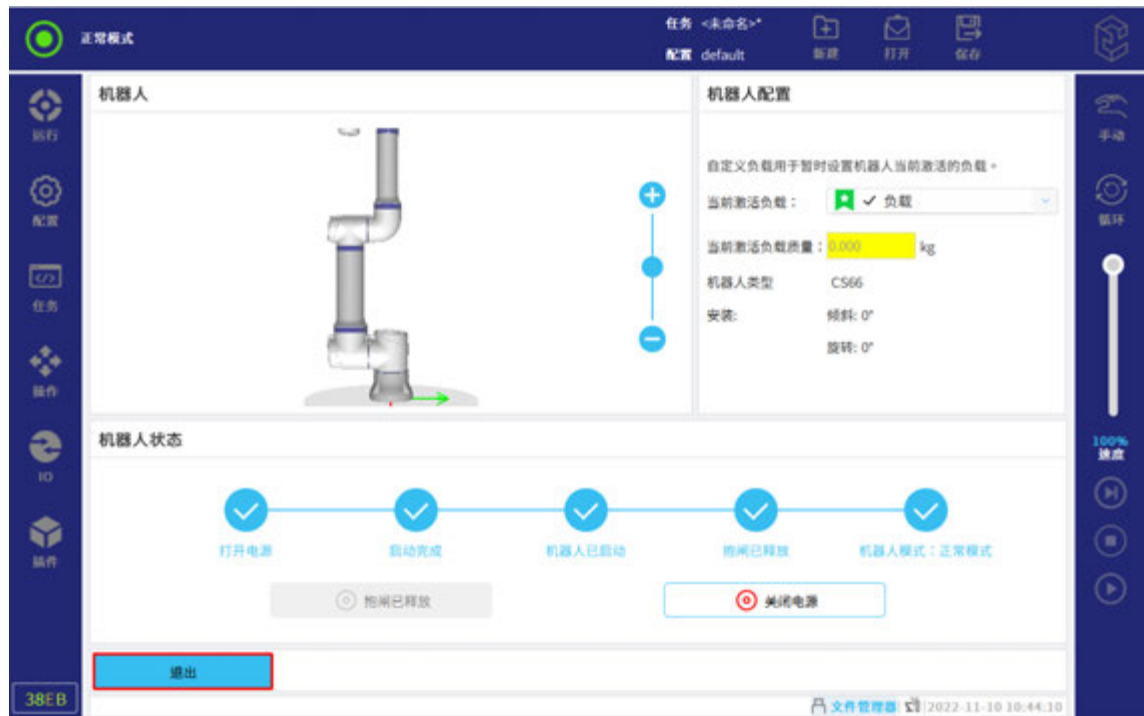 正常模式
任务 <未命名>*
配置 default
新建 打开 保存
运行
配置
任务
操作
IO
插件
38EB
机器人
机器人配置
自定义负载用于暂时设置机器人当前激活的负载。
当前激活负载： 负载
当前激活负载质量： 0.000 kg
机器人类型 CS66
安装: 倾斜: 0°
旋转: 0°
机器人状态
打开电源 启动完成 机器人已启动 抱闸已释放 机器人模式：正常模式
抱闸已释放 关闭电源
退出
手动
循环
100%
速度
文件管理器 2022-11-10 10:44:10